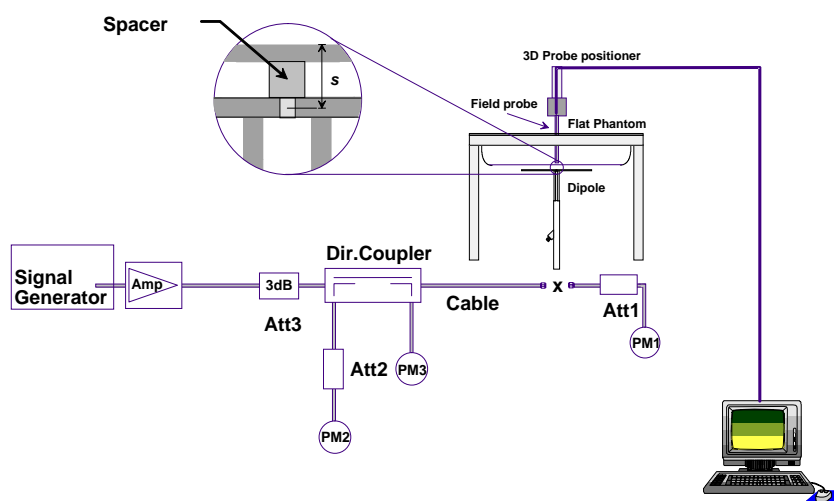 Spacer
s
3D Probe positioner
Field probe
Flat Phantom
Dipole
Dir.Coupler
Signal
Generator
Amp
3dB
Att3
Cable
x
Att1
PM1
Att2
PM3
PM2